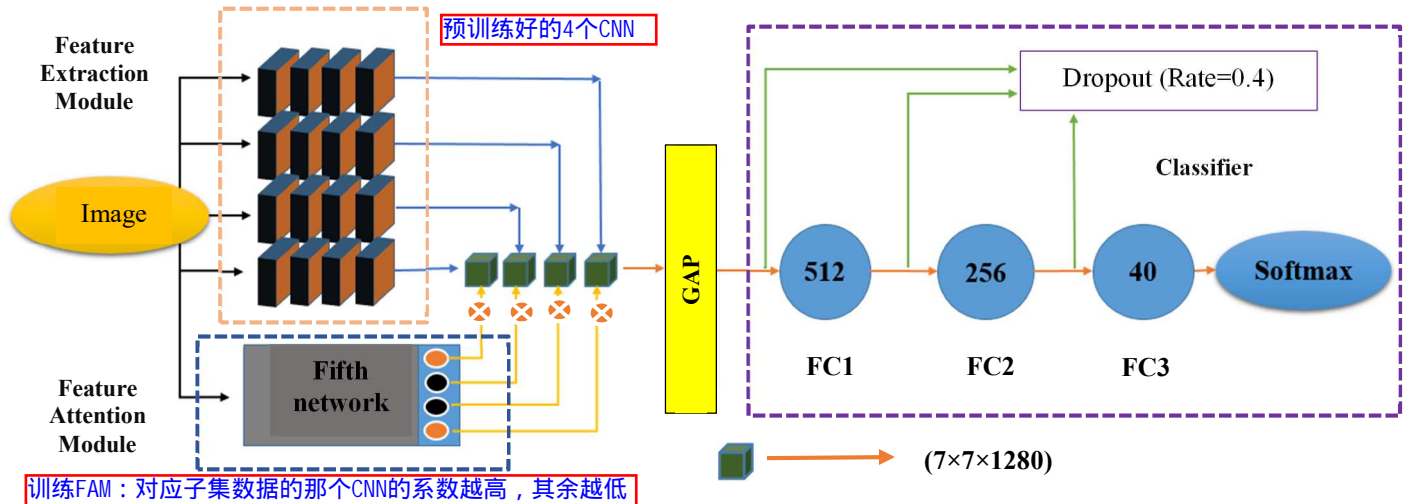 预训练好的4个CNN
Feature
Extraction
Module
Image
Feature
Attention
Module
Fifth
network
训练FAM：对应子集数据的那个CNN的系数越高，其余越低
GAP
Dropout (Rate=0.4)
Classifier
512
256
40
Softmax
FC1
FC2
FC3
(7×7×1280)